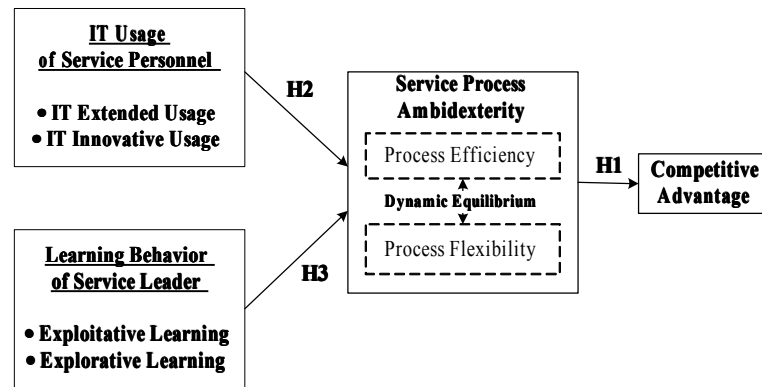 IT Usage
of Service Personnel
• IT Extended Usage
• IT Innovative Usage
H2
Learning Behavior
of Service Leader
• Exploitative Learning
• Explorative Learning
H3
Service Process
Ambidexterity
Process Efficiency
Dynamic Equilibrium
Process Flexibility
H1
Competitive
Advantage